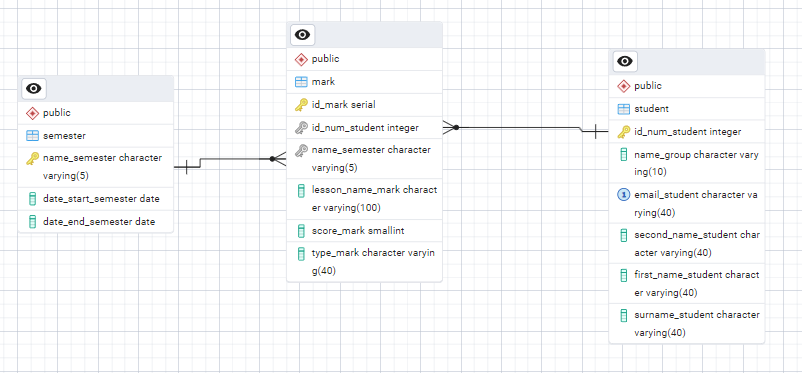 public
semester
name_semester character
varying(5)
date_start_semester date
date_end_semester date
public
mark
id_mark serial
id_num_student integer
name_semester character
varying(5)
lesson_name_mark charact
er varying(100)
score_mark smallint
type_mark character varyin
g(40)
public
student
id_num_student integer
name_group character vary
ing(10)
1
email_student character va
rying(40)
second_name_student char
acter varying(40)
first_name_student charact
er varying(40)
surname_student character
varying(40)